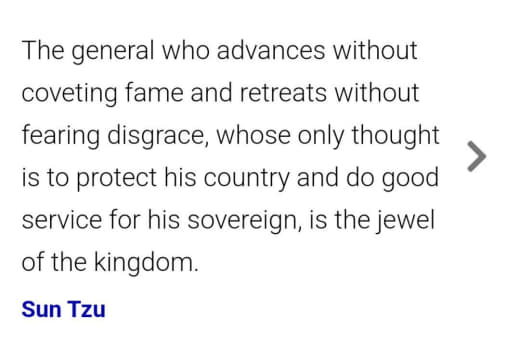 The general who advances without
coveting fame and retreats without
fearing disgrace, whose only thought
is to protect his country and do good
service for his sovereign, is the jewel
of the kingdom.
Sun Tzu